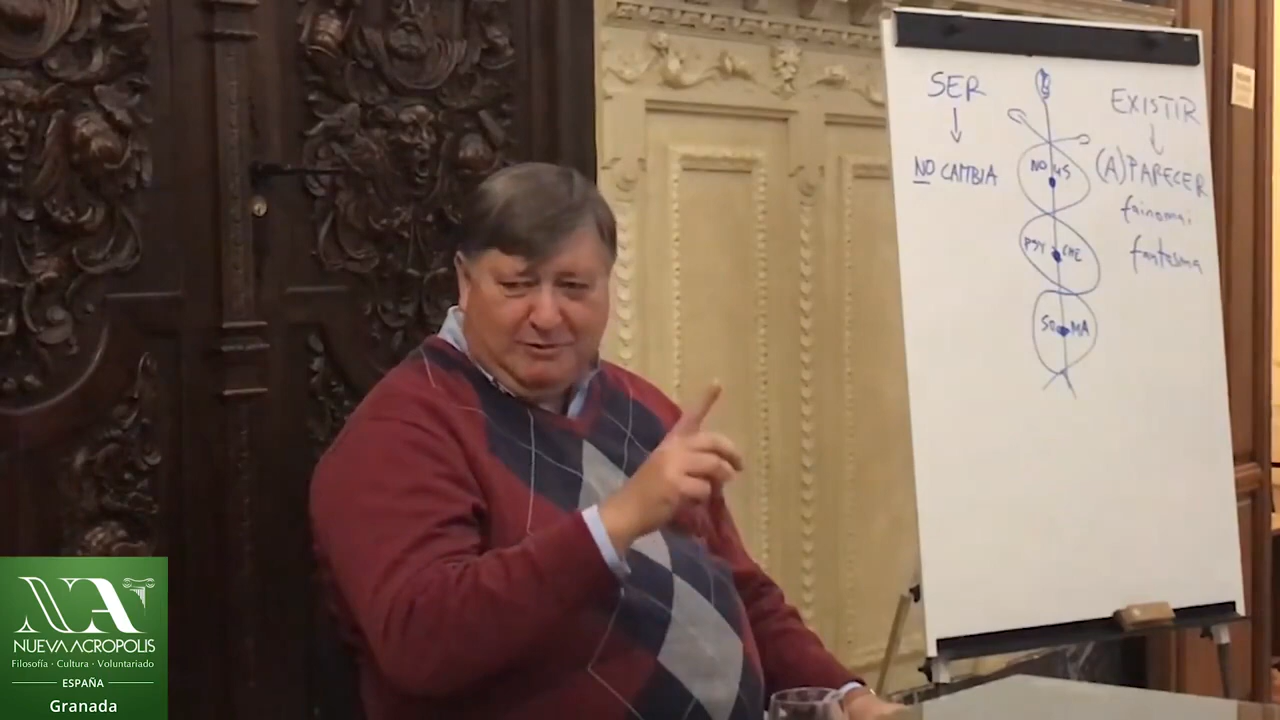 SER
NO CAMBIA
NOUS
PSYCHE
SOMA
EXISTIR
(A)PARECER
fainomai
fantasma
NUEVA ACROPOLIS
Filosofía · Cultura · Voluntariado
ESPAÑA
Granada